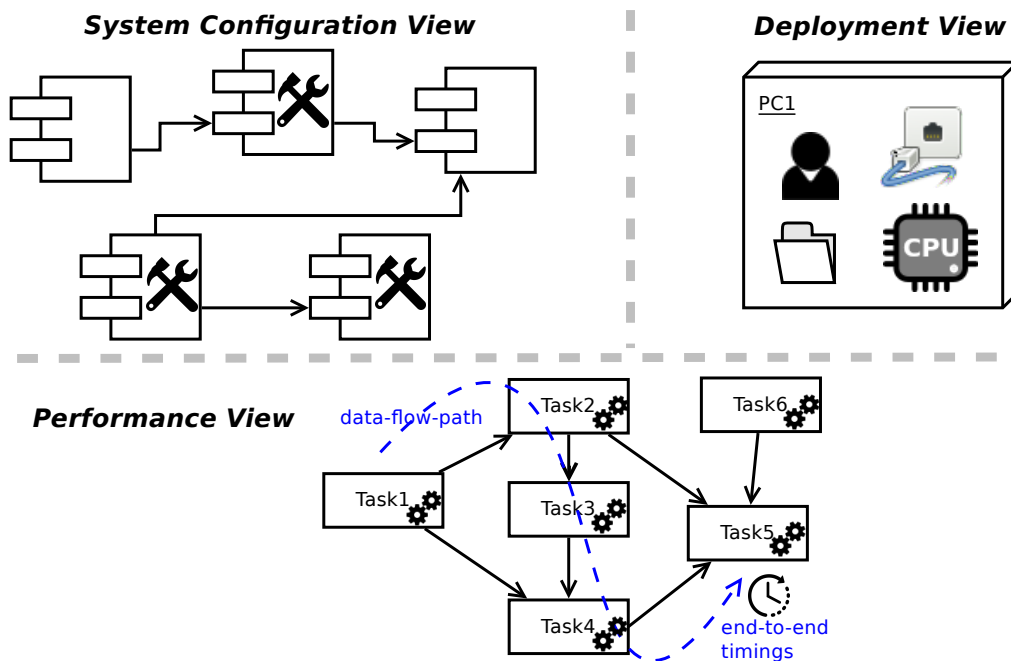 System Configuration View
Deployment View
PC1
CPU
Performance View
data-flow-path
Task2
Task6
Task1
Task3
Task5
Task4
end-to-end
timings